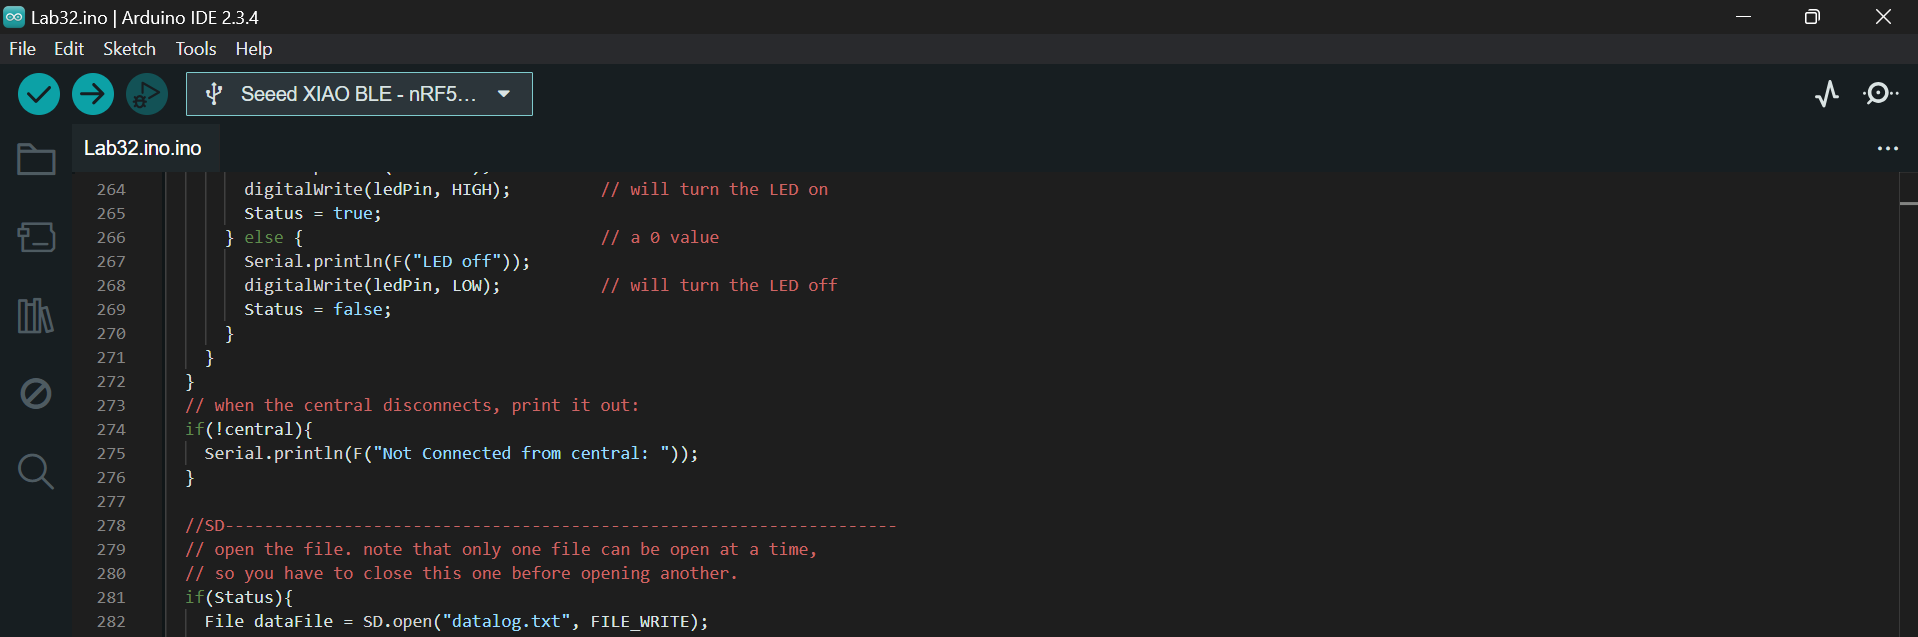 Lab32.ino | Arduino IDE 2.3.4
File Edit Sketch Tools Help
Seeed XIAO BLE - nRF5...
Lab32.ino.ino
264 digitalWrite(ledPin, HIGH); // will turn the LED on
265 Status = true;
266 } else { // a 0 value
267 Serial.println(F("LED off"));
268 digitalWrite(ledPin, LOW); // will turn the LED off
269 Status = false;
270 }
271 }
272 }
273 // when the central disconnects, print it out:
274 if(!central){
275 Serial.println(F("Not Connected from central: "));
276 }
277
278 //SD--------------------------------------------------------------------
279 // open the file. note that only one file can be open at a time,
280 // so you have to close this one before opening another.
281 if(Status){
282 File dataFile = SD.open("datalog.txt", FILE_WRITE);